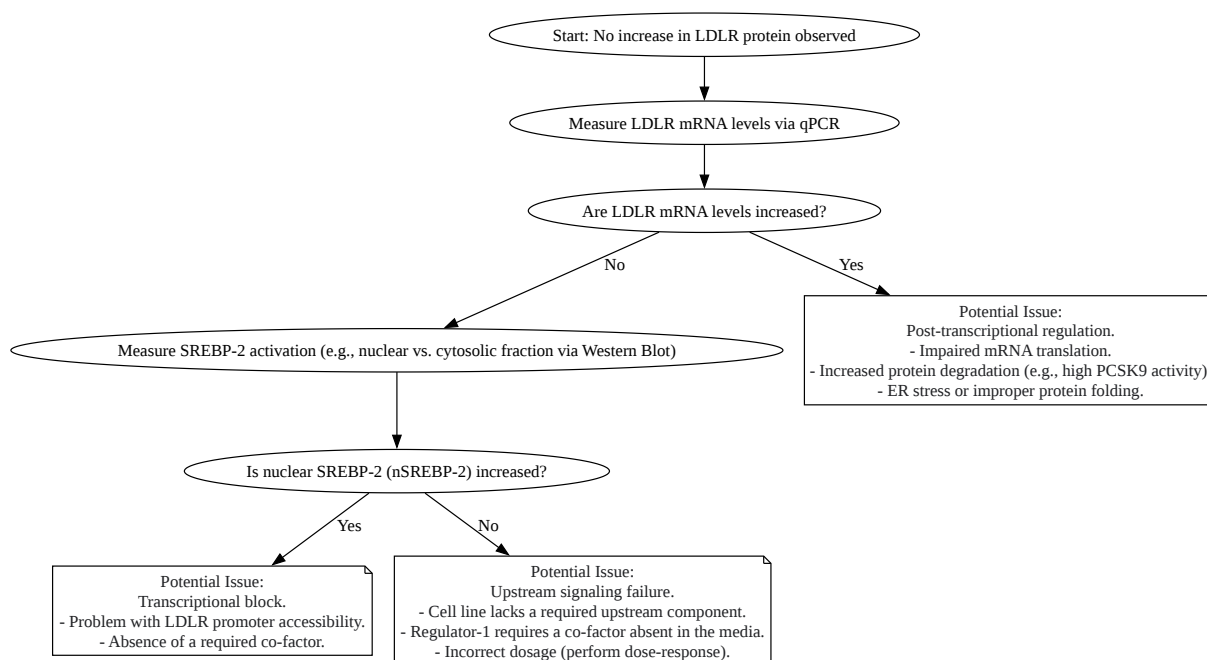 Start: No increase in LDLR protein observed
Measure LDLR mRNA levels via qPCR
Are LDLR mRNA levels increased?
No
Yes
Potential Issue:
Post-transcriptional regulation.
- Impaired mRNA translation.
- Increased protein degradation (e.g., high PCSK9 activity)
- ER stress or improper protein folding.
Measure SREBP-2 activation (e.g., nuclear vs. cytosolic fraction via Western Blot)
Is nuclear SREBP-2 (nSREBP-2) increased?
Yes
No
Potential Issue:
Transcriptional block.
- Problem with LDLR promoter accessibility.
- Absence of a required co-factor.
Potential Issue:
Upstream signaling failure.
- Cell line lacks a required upstream component.
- Regulator-1 requires a co-factor absent in the media.
- Incorrect dosage (perform dose-response).